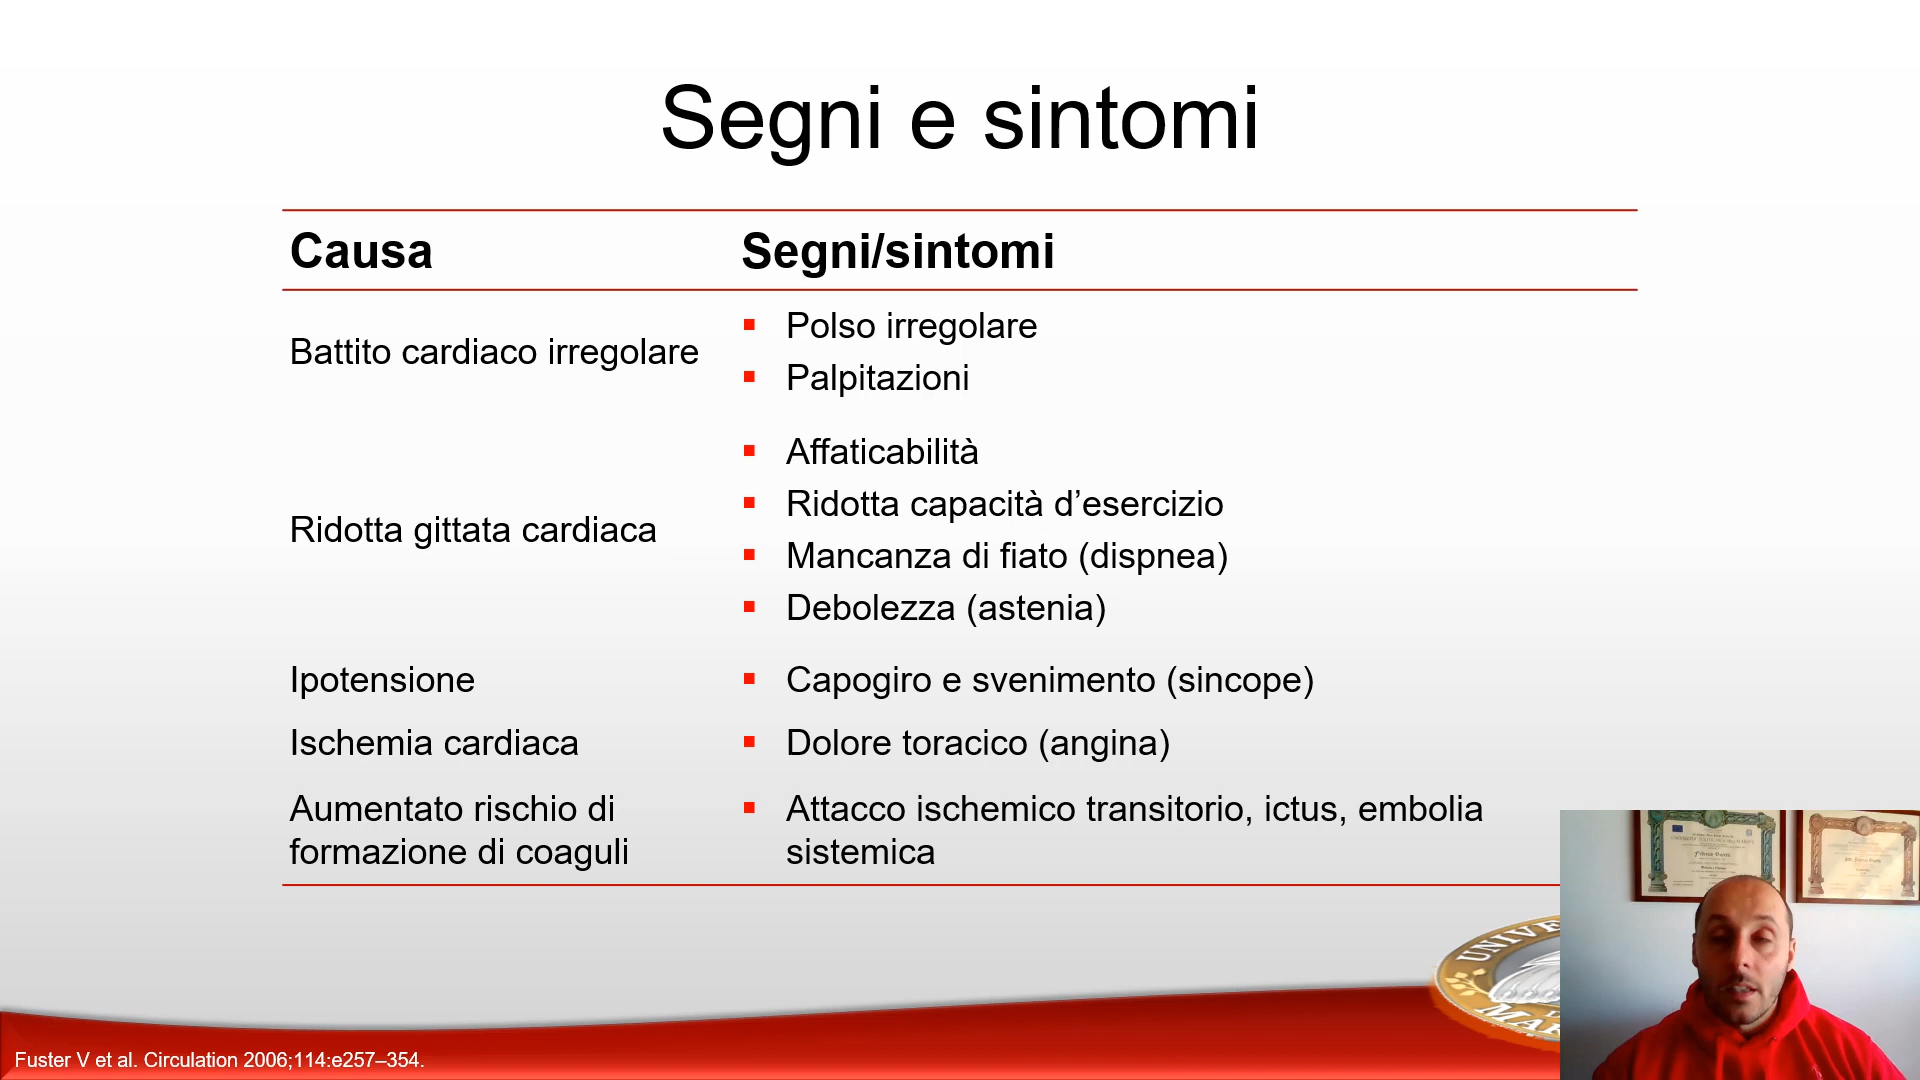 Segni e sintomi
Causa
Segni/sintomi
Battito cardiaco irregolare
Polso irregolare
Palpitazioni
Ridotta gittata cardiaca
Affaticabilità
Ridotta capacità d’esercizio
Mancanza di fiato (dispnea)
Debolezza (astenia)
Ipotensione
Capogiro e svenimento (sincope)
Ischemia cardiaca
Dolore toracico (angina)
Aumentato rischio di
formazione di coaguli
Attacco ischemico transitorio, ictus, embolia
sistemica
Fuster V et al. Circulation 2006;114:e257–354.